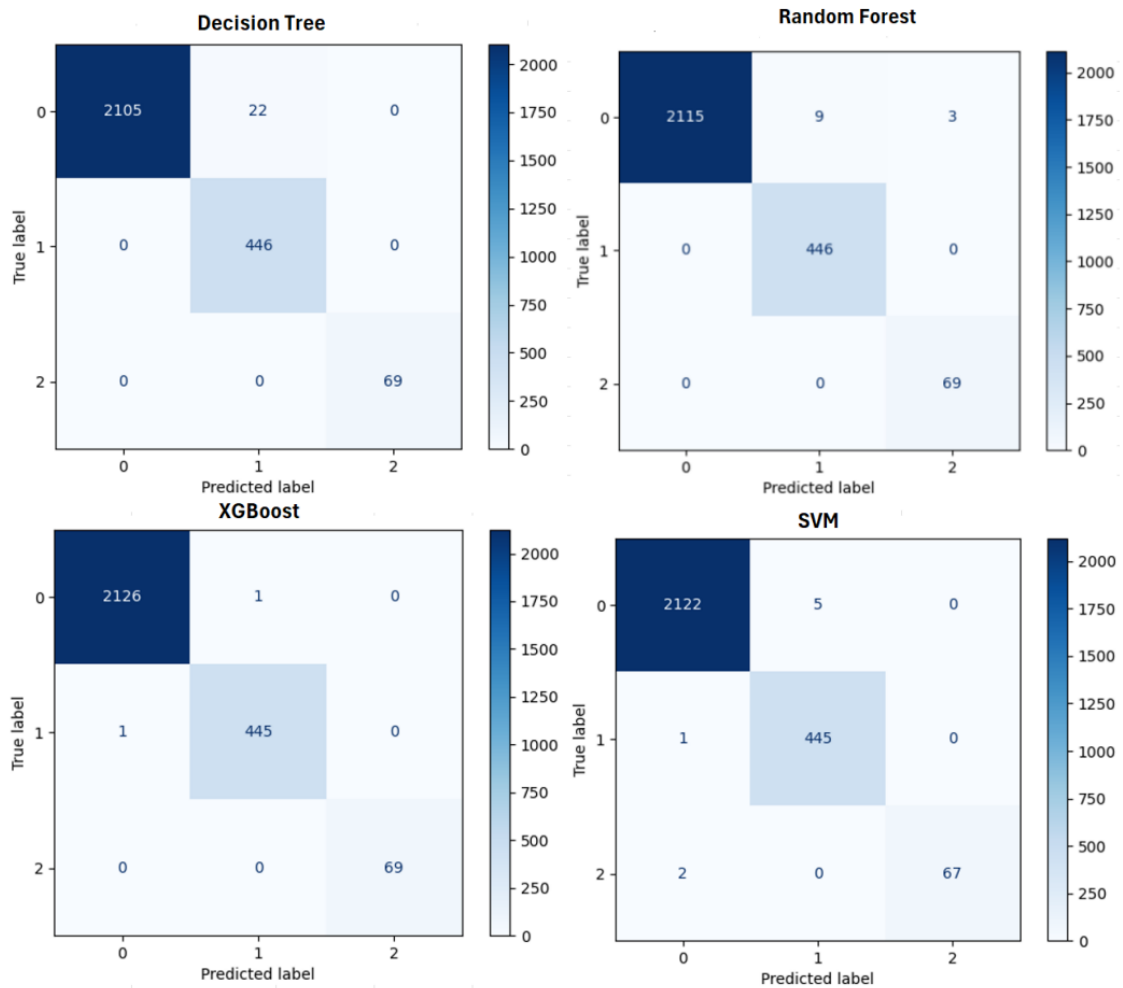 Decision Tree
0 2105 22 0
1 0 446 0
2 0 0 69
0 1 2
True label
Predicted label
2000
1750
1500
1250
1000
750
500
250
0
Random Forest
0 2115 9 3
1 0 446 0
2 0 0 69
0 1 2
True label
Predicted label
2000
1750
1500
1250
1000
750
500
250
0
XGBoost
0 2126 1 0
1 1 445 0
2 0 0 69
0 1 2
True label
Predicted label
2000
1750
1500
1250
1000
750
500
250
0
SVM
0 2122 5 0
1 1 445 0
2 2 0 67
0 1 2
True label
Predicted label
2000
1750
1500
1250
1000
750
500
250
0